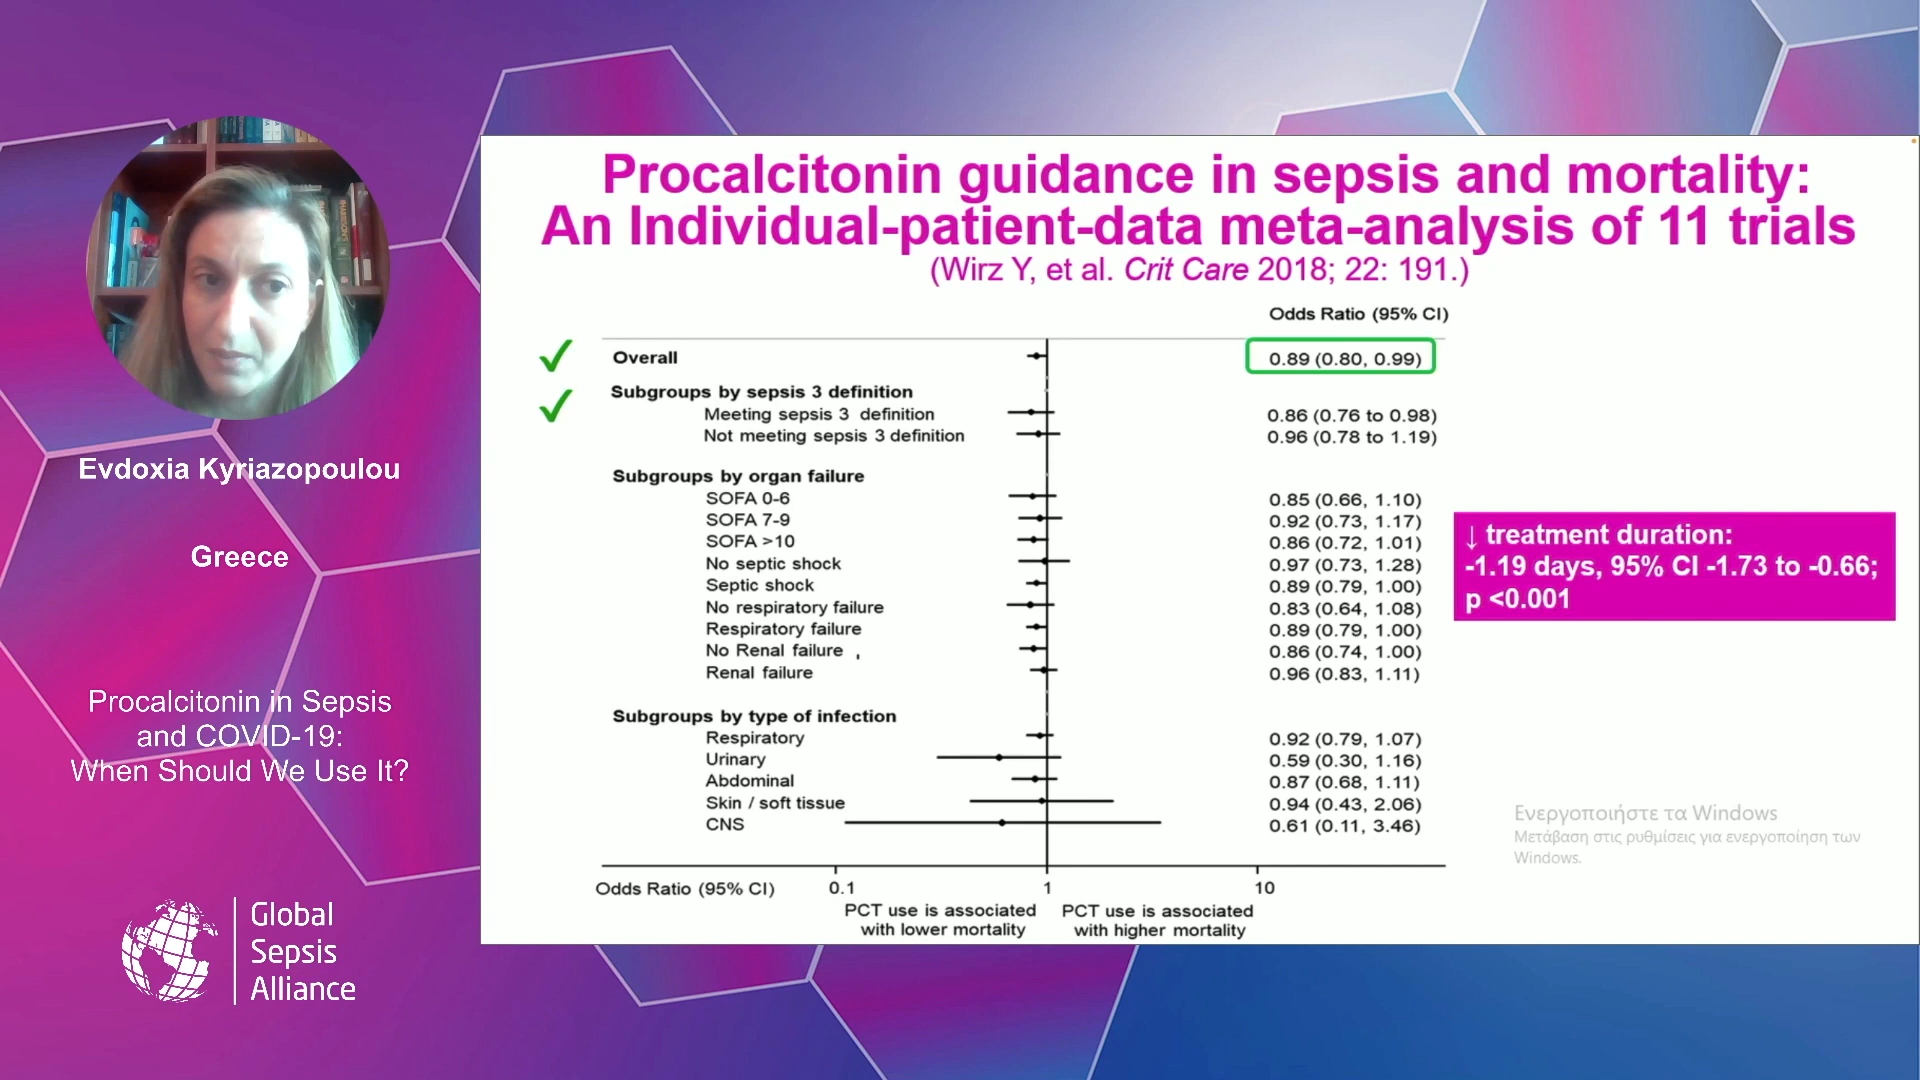 Procalcitonin guidance in sepsis and mortality:
An Individual-patient-data meta-analysis of 11 trials
(Wirz Y, et al. Crit Care 2018; 22: 191.)
Odds Ratio (95% CI)
Overall 0.89 (0.80, 0.99)
Subgroups by sepsis 3 definition
Meeting sepsis 3 definition 0.86 (0.76 to 0.98)
Not meeting sepsis 3 definition 0.96 (0.78 to 1.19)
Subgroups by organ failure
SOFA 0-6 0.85 (0.66, 1.10)
SOFA 7-9 0.92 (0.73, 1.17)
SOFA >10 0.86 (0.72, 1.01)
No septic shock 0.97 (0.73, 1.28)
Septic shock 0.89 (0.79, 1.00)
No respiratory failure 0.83 (0.64, 1.08)
Respiratory failure 0.89 (0.79, 1.00)
No Renal failure 0.86 (0.74, 1.00)
Renal failure 0.96 (0.83, 1.11)
Subgroups by type of infection
Respiratory 0.92 (0.79, 1.07)
Urinary 0.59 (0.30, 1.16)
Abdominal 0.87 (0.68, 1.11)
Skin / soft tissue 0.94 (0.43, 2.06)
CNS 0.61 (0.11, 3.46)
Odds Ratio (95% CI) 0.1 1 10
PCT use is associated
with lower mortality
PCT use is associated
with higher mortality
↓ treatment duration:
-1.19 days, 95% CI -1.73 to -0.66;
p <0.001
Ενεργοποιήστε τα Windows
Μετάβαση στις ρυθμίσεις για ενεργοποίηση των
Windows.
Evdoxia Kyriazopoulou
Greece
Procalcitonin in Sepsis
and COVID-19:
When Should We Use It?
Global
Sepsis
Alliance